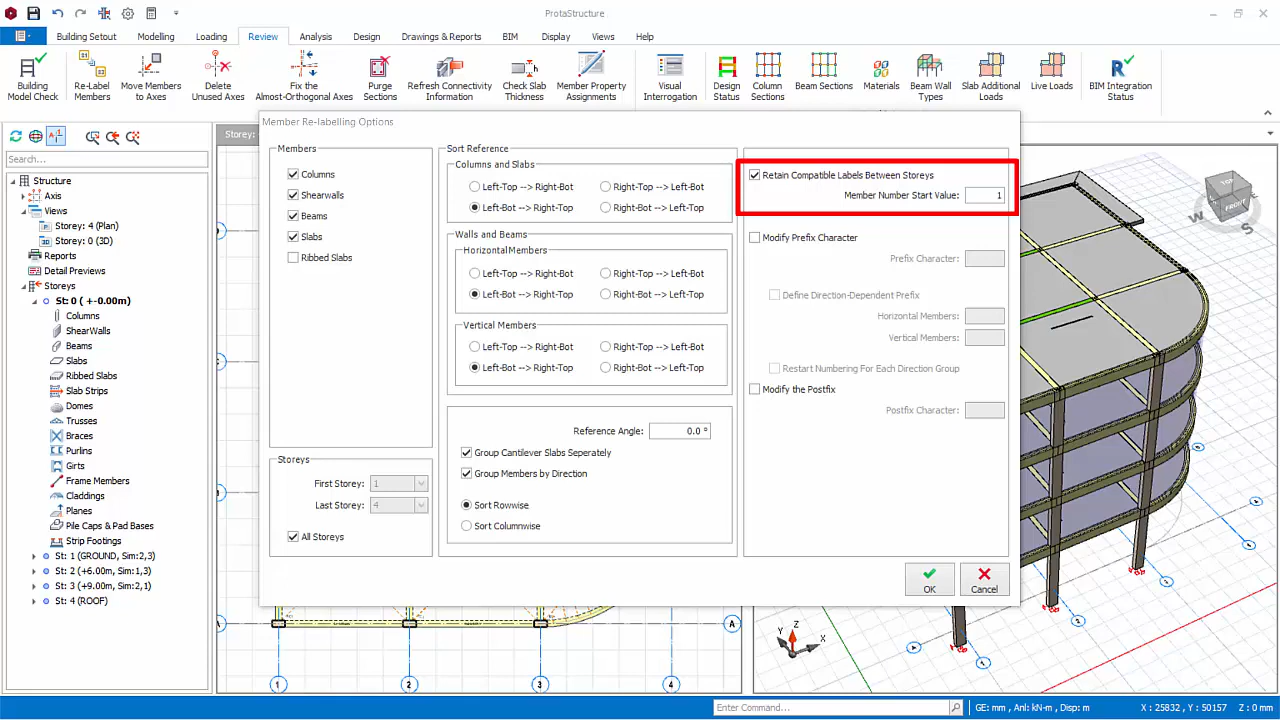 ProtaStructure
Building Setout
Modelling
Loading
Review
Analysis
Design
Drawings & Reports
BIM
Display
Views
Help
Building Model Check
Re-Label Members
Move Members to Axes
Delete Unused Axes
Fix the Almost-Orthogonal Axes
Purge Sections
Refresh Connectivity Information
Check Slab Thickness
Member Property Assignments
Visual Interrogation
Design Status
Column Sections
Beam Sections
Materials
Beam Wall Types
Slab Additional Loads
Live Loads
BIM Integration Status
Search...
Structure
Axis
Views
Storey: 4 (Plan)
Storey: 0 (3D)
Reports
Detail Previews
Storeys
St: 0 ( +-0.00m)
Columns
ShearWalls
Beams
Slabs
Ribbed Slabs
Slab Strips
Domes
Trusses
Braces
Purlins
Girts
Frame Members
Claddings
Planes
Pile Caps & Pad Bases
Strip Footings
St: 1 (GROUND, Sim:2,3)
St: 2 (+6.00m, Sim:1,3)
St: 3 (+9.00m, Sim:2,1)
St: 4 (ROOF)
Storey:
Member Re-labelling Options
Members
Columns
Shearwalls
Beams
Slabs
Ribbed Slabs
Storeys
First Storey: 1
Last Storey: 4
All Storeys
Sort Reference
Columns and Slabs
Left-Top --> Right-Bot
Right-Top --> Left-Bot
Left-Bot --> Right-Top
Right-Bot --> Left-Top
Walls and Beams
Horizontal Members
Left-Top --> Right-Bot
Right-Top --> Left-Bot
Left-Bot --> Right-Top
Right-Bot --> Left-Top
Vertical Members
Left-Top --> Right-Bot
Right-Top --> Left-Bot
Left-Bot --> Right-Top
Right-Bot --> Left-Top
Reference Angle: 0.0 °
Group Cantilever Slabs Seperately
Group Members by Direction
Sort Rowwise
Sort Columnwise
Retain Compatible Labels Between Storeys
Member Number Start Value: 1
Modify Prefix Character
Prefix Character:
Define Direction-Dependent Prefix
Horizontal Members:
Vertical Members:
Restart Numbering For Each Direction Group
Modify the Postfix
Postfix Character:
OK
Cancel
TOP
FRONT
W
S
A
1
2
3
4
Z
Y
X
Enter Command...
GE: mm , Anl: kN-m , Disp: m
X : 25832 , Y : 50157
Z : 0 mm